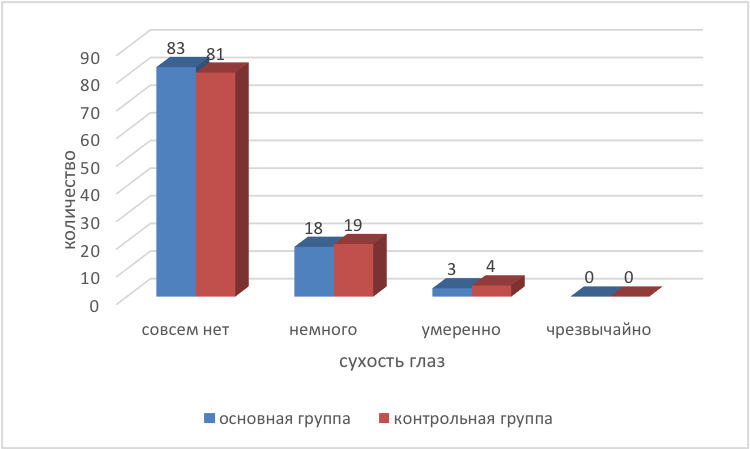 90
80
70
60
50
40
30
20
10
0
количество
83
81
18
19
3
4
0
0
совсем нет
немного
умеренно
чрезвычайно
сухость глаз
основная группа
контрольная группа